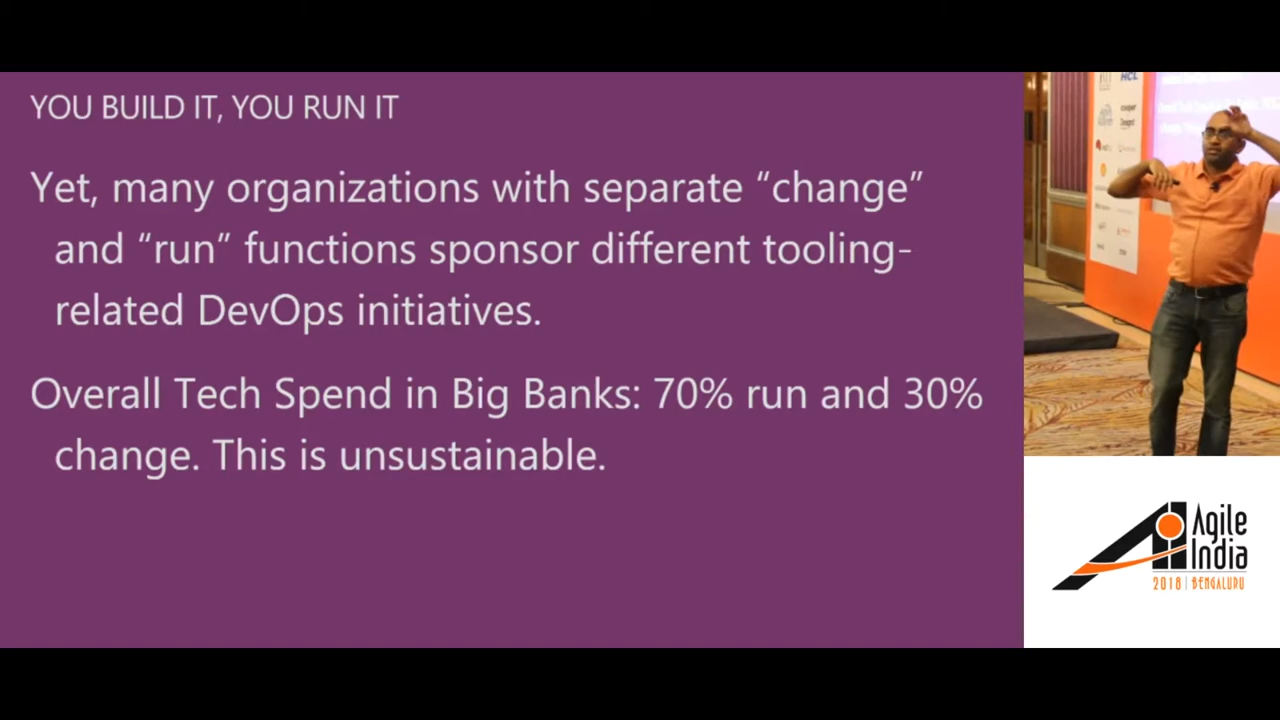 YOU BUILD IT, YOU RUN IT
Yet, many organizations with separate “change”
and “run” functions sponsor different tooling-
related DevOps initiatives.
Overall Tech Spend in Big Banks: 70% run and 30%
change. This is unsustainable.
HCL
Agile
India
2018 | BENGALURU